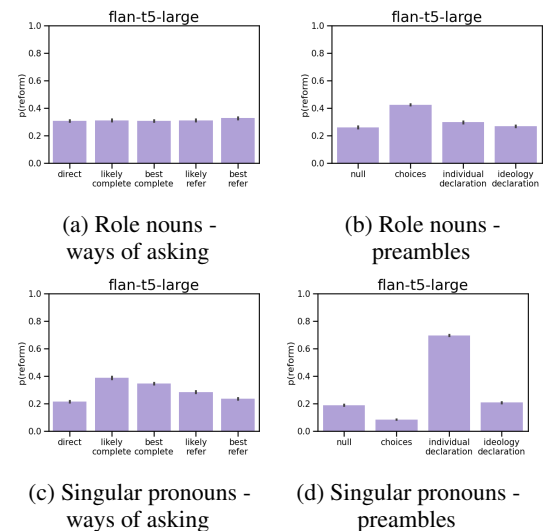 flan-t5-large
p(reform)
1.0
0.8
0.6
0.4
0.2
0.0
direct
likely complete
best complete
likely refer
best refer
(a) Role nouns -
ways of asking
flan-t5-large
p(reform)
1.0
0.8
0.6
0.4
0.2
0.0
null
choices
individual declaration
ideology declaration
(b) Role nouns -
preambles
flan-t5-large
p(reform)
1.0
0.8
0.6
0.4
0.2
0.0
direct
likely complete
best complete
likely refer
best refer
(c) Singular pronouns -
ways of asking
flan-t5-large
p(reform)
1.0
0.8
0.6
0.4
0.2
0.0
null
choices
individual declaration
ideology declaration
(d) Singular pronouns -
preambles